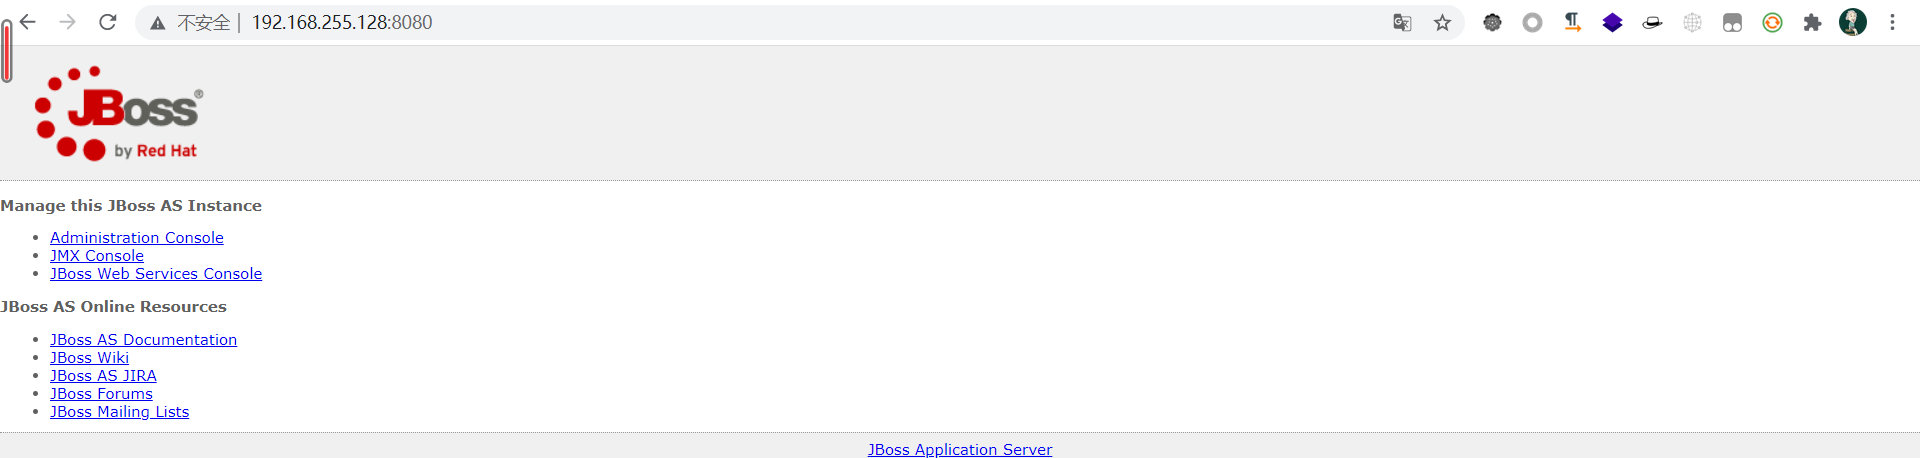 不安全 | 192.168.255.128:8080
JBoss®
by Red Hat
Manage this JBoss AS Instance
Administration Console
JMX Console
JBoss Web Services Console
JBoss AS Online Resources
JBoss AS Documentation
JBoss Wiki
JBoss AS JIRA
JBoss Forums
JBoss Mailing Lists
JBoss Application Server